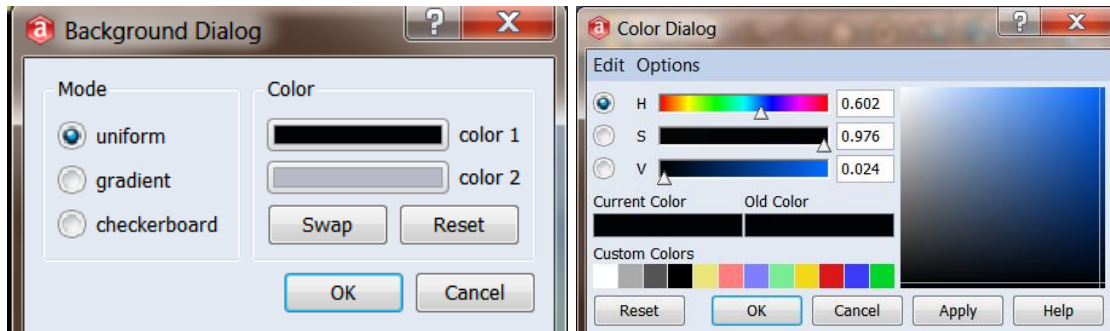 Background Dialog
Mode
uniform
gradient
checkerboard
Color
color 1
color 2
Swap Reset
OK Cancel
Color Dialog
Edit Options
H 0.602
S 0.976
V 0.024
Current Color Old Color
Custom Colors
Reset OK Cancel Apply Help